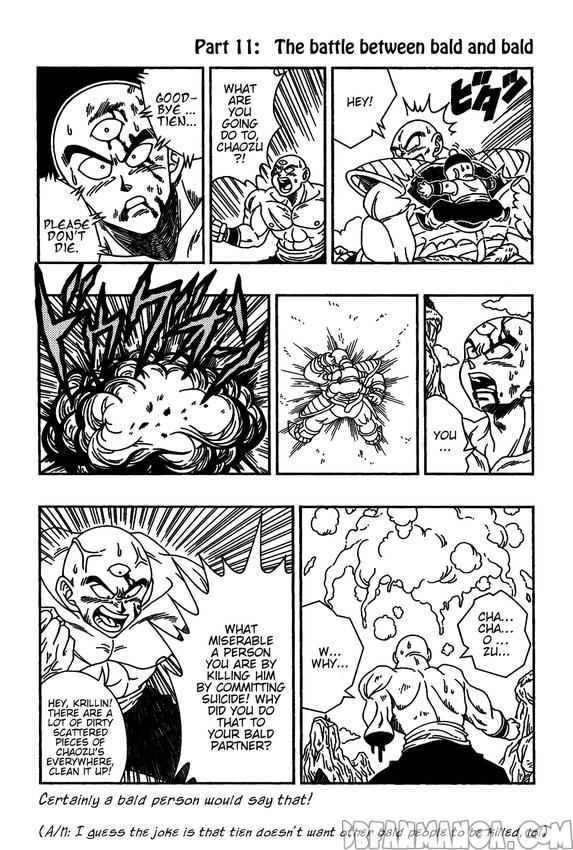 Part 11: The battle between bald and bald
HEY!
ビタッ
WHAT
ARE
YOU
GOING
DO TO,
CHAOZU
?!
GOOD-
BYE ...
TIEN...
PLEASE
DON'T
DIE.
YOU ...
CHA...
CHA...
O ...
ZU...
W...
WHY...
WHAT
MISERABLE
A PERSON
YOU ARE BY
KILLING HIM
BY COMMITTING
SUICIDE! WHY
DID YOU DO
THAT TO
YOUR BALD
PARTNER?
HEY, KRILLIN!
THERE ARE A
LOT OF DIRTY
SCATTERED
PIECES OF
CHAOZU'S
EVERYWHERE,
CLEAN IT UP!
Certainly a bald person would say that!
(A/n: I guess the joke is that tien doesn't want other bald people to be killed, lol)
DBFANMANGA.COM